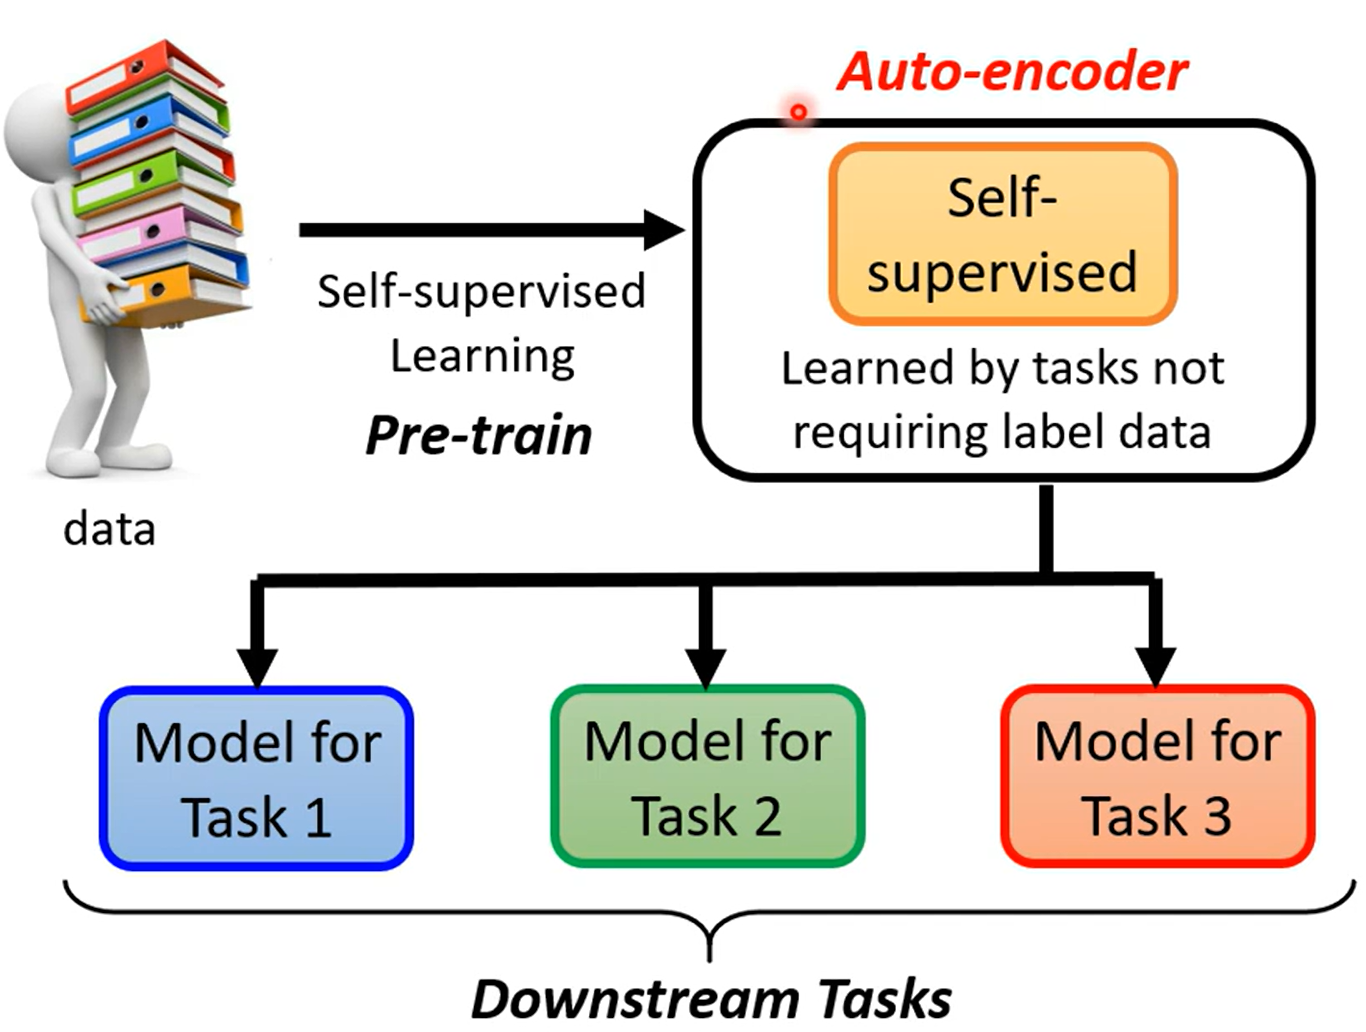 Auto-encoder
Self-
supervised
Learned by tasks not
requiring label data
Self-supervised
Learning
Pre-train
data
Model for
Task 1
Model for
Task 2
Model for
Task 3
Downstream Tasks